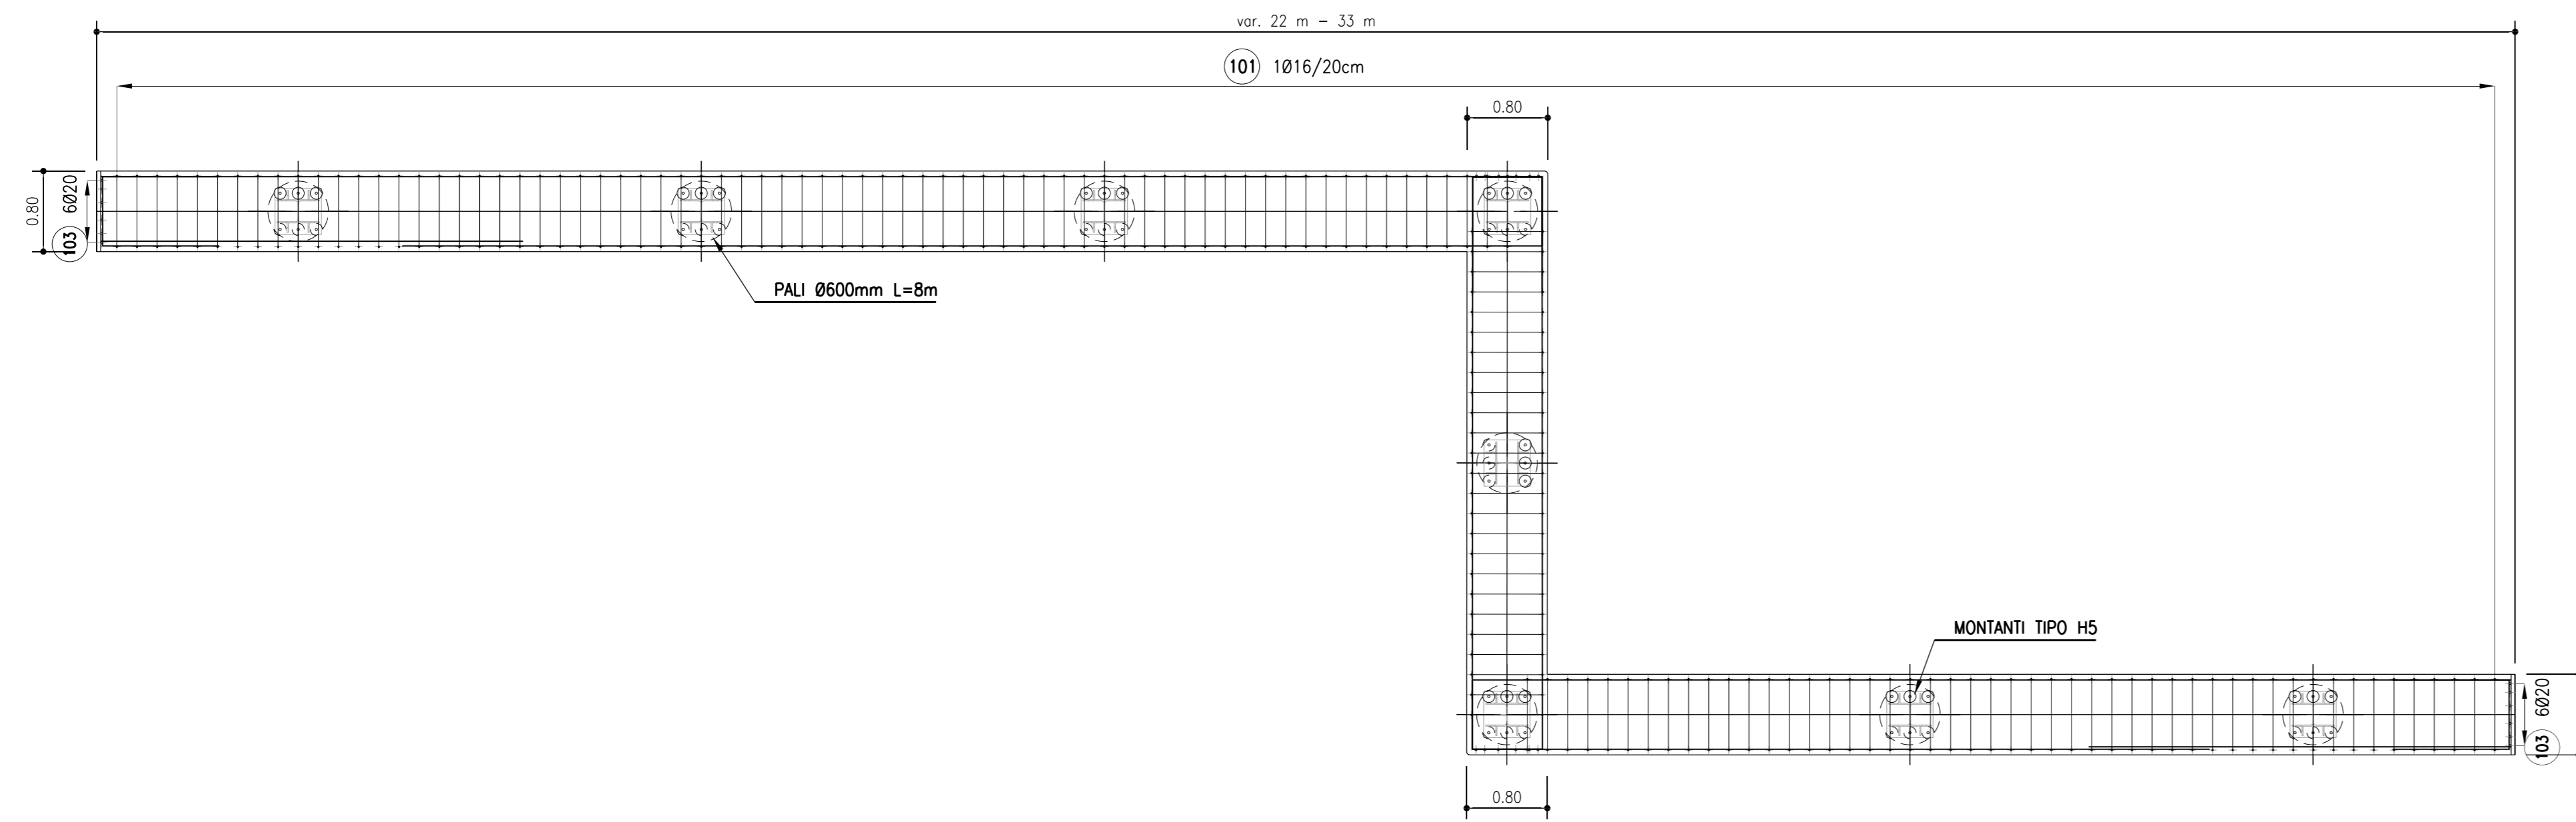 var. 22 m – 33 m
101 1Ø16/20cm
0.80
0.80
103 6Ø20
PALI Ø600mm L=8m
MONTANTI TIPO H5
103 6Ø20
0.80